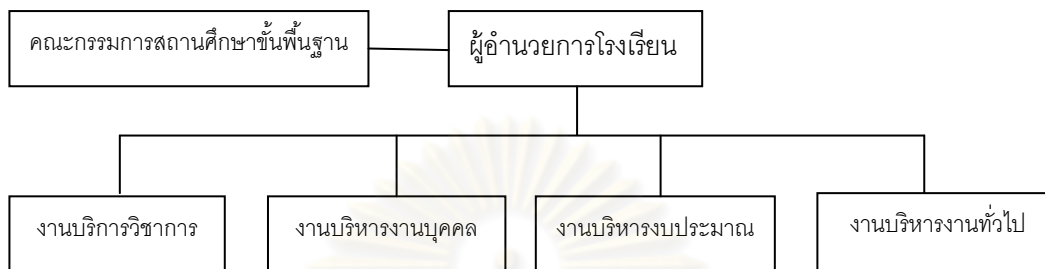 คณะกรรมการสถานศึกษาขั้นพื้นฐาน
ผู้อำนวยการโรงเรียน
งานบริการวิชาการ
งานบริหารงานบุคคล
งานบริหารงบประมาณ
งานบริหารงานทั่วไป